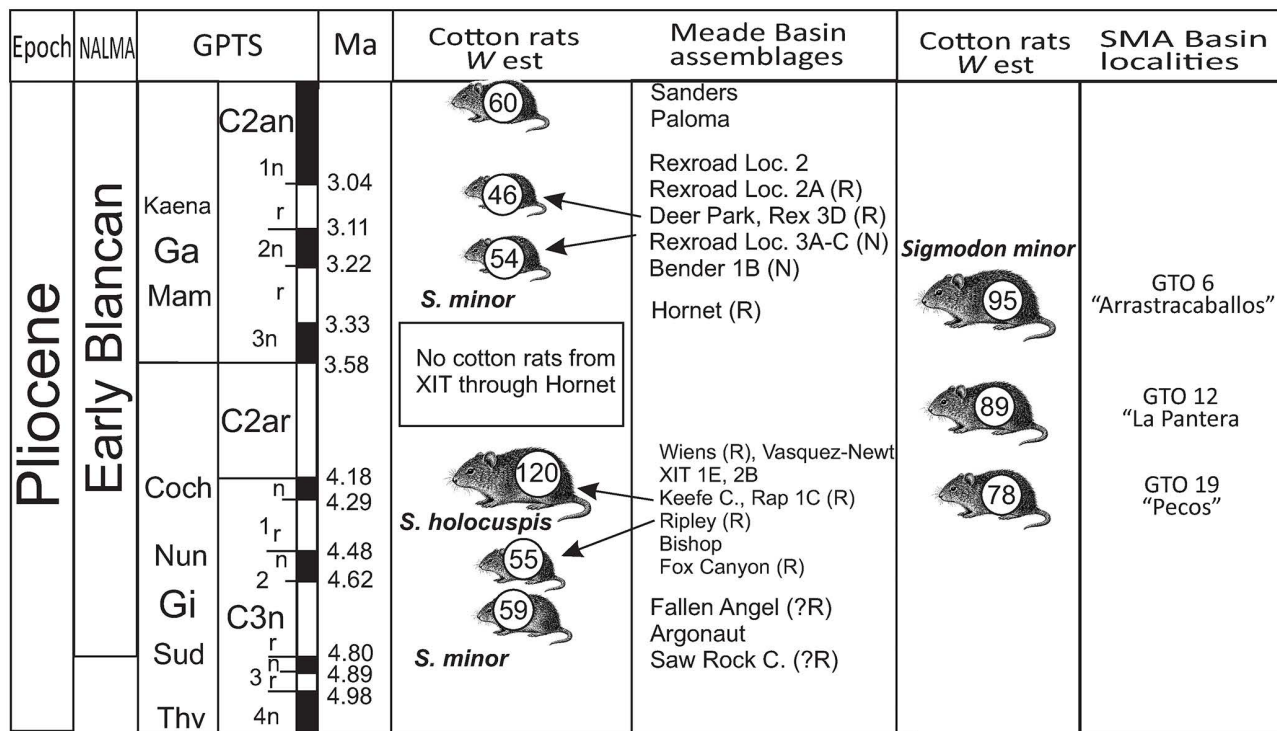 Epoch
NALMA
GPTS
Ma
Cotton rats
W est
Meade Basin
assemblages
Cotton rats
W est
SMA Basin
localities
Pliocene
Early Blancan
Kaena
Ga
Mam
Coch
Nun
Gi
Sud
Thv
C2an
1n
r
2n
r
3n
C2ar
n
1
r
n
2
C3n
r
n
3
r
4n
3.04
3.11
3.22
3.33
3.58
4.18
4.29
4.48
4.62
4.80
4.89
4.98
60
46
54
S. minor
No cotton rats from
XIT through Hornet
120
S. holocuspis
55
59
S. minor
Sanders
Paloma
Rexroad Loc. 2
Rexroad Loc. 2A (R)
Deer Park, Rex 3D (R)
Rexroad Loc. 3A-C (N)
Bender 1B (N)
Hornet (R)
Wiens (R), Vasquez-Newt
XIT 1E, 2B
Keefe C., Rap 1C (R)
Ripley (R)
Bishop
Fox Canyon (R)
Fallen Angel (?R)
Argonaut
Saw Rock C. (?R)
Sigmodon minor
95
89
78
GTO 6
“Arrastracaballos”
GTO 12
“La Pantera
GTO 19
“Pecos”